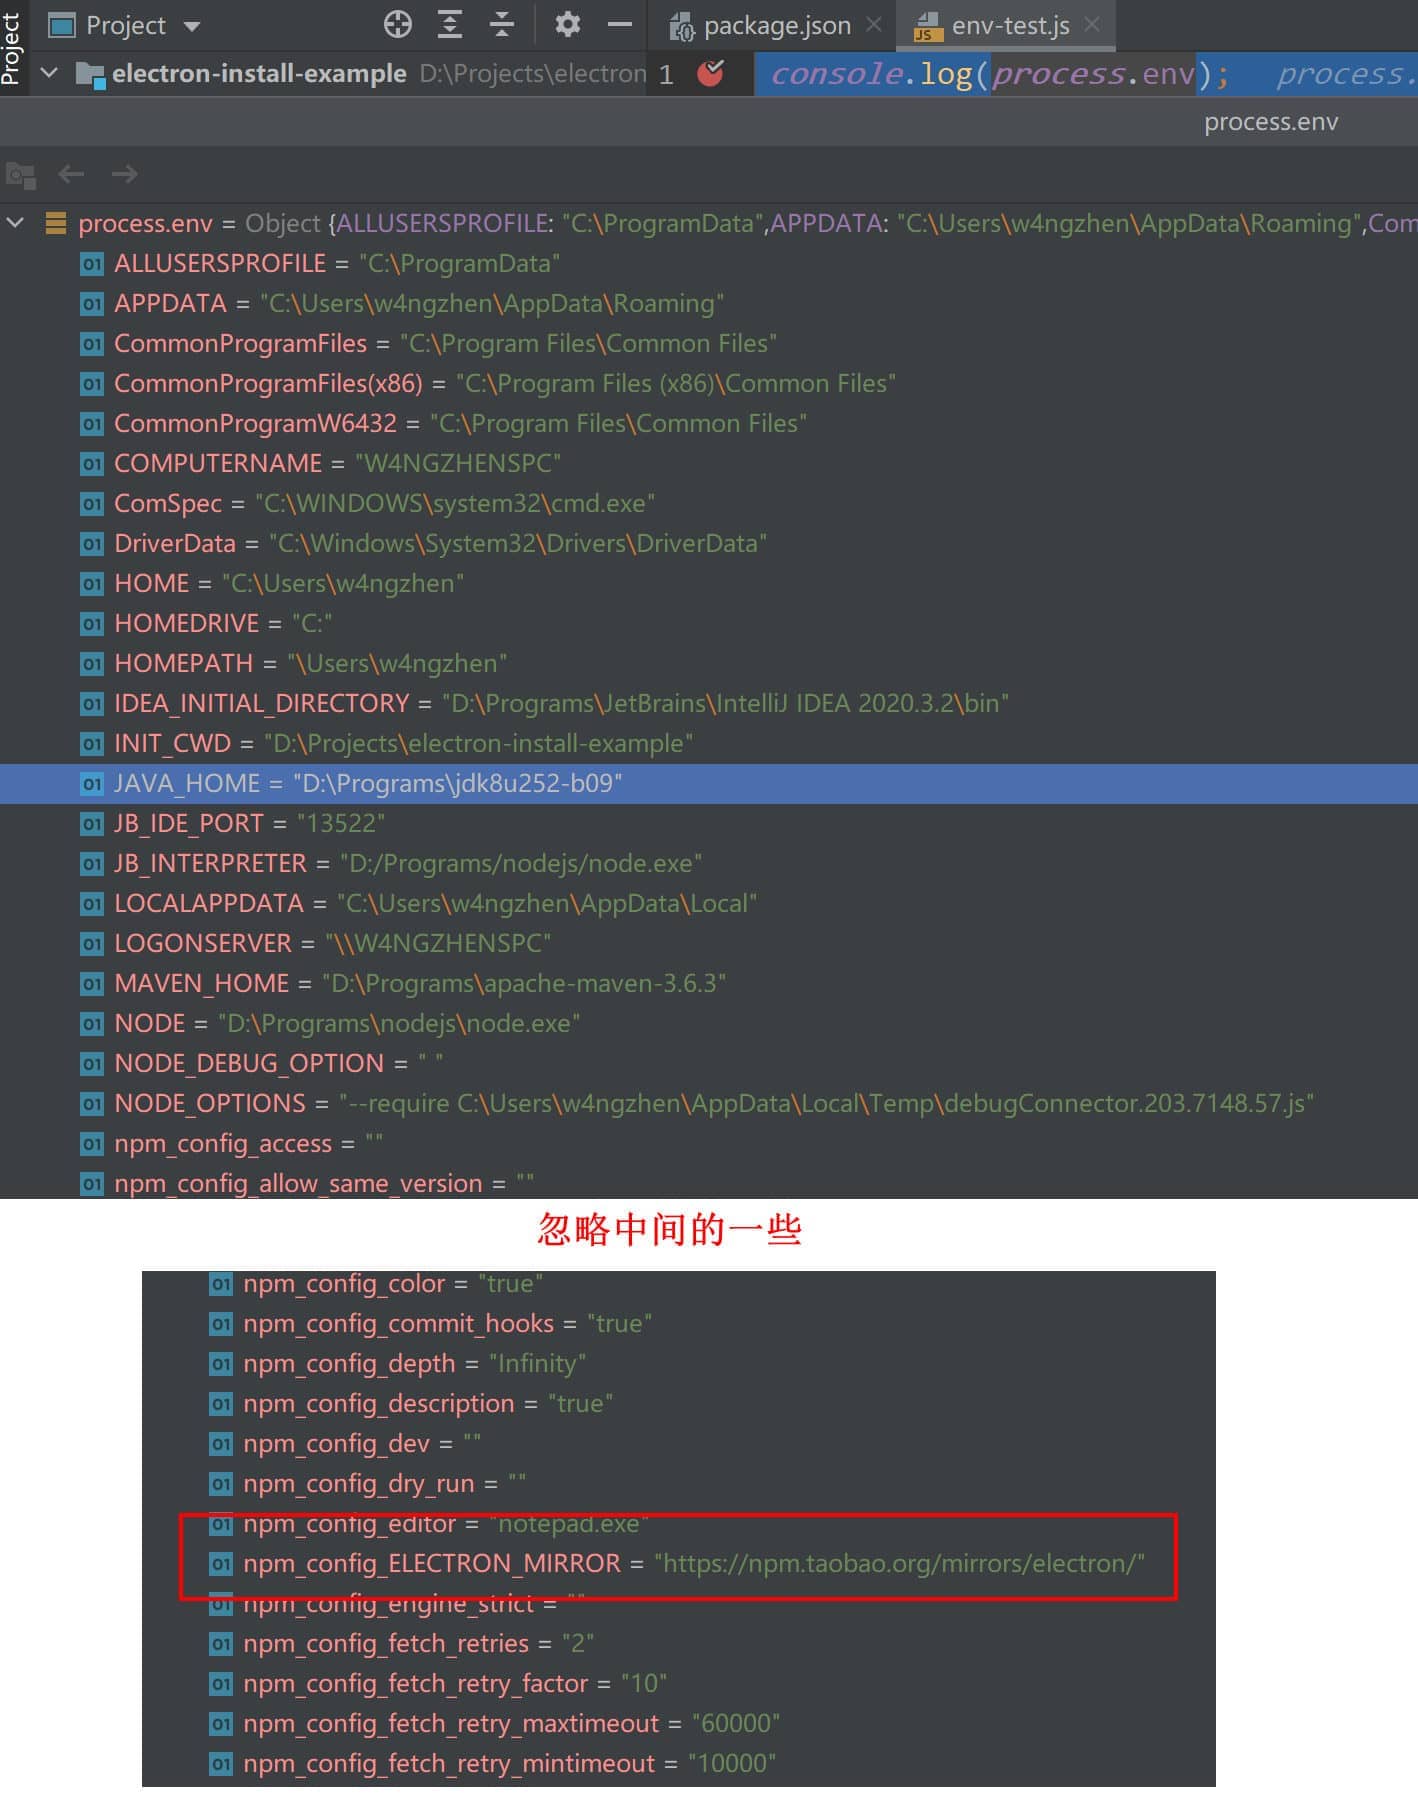 Project
Project
package.json
env-test.js
electron-install-example D:\Projects\electron
1 console.log(process.env); process.
process.env
process.env = Object {ALLUSERSPROFILE: "C:\ProgramData",APPDATA: "C:\Users\w4ngzhen\AppData\Roaming",Com
01 ALLUSERSPROFILE = "C:\ProgramData"
01 APPDATA = "C:\Users\w4ngzhen\AppData\Roaming"
01 CommonProgramFiles = "C:\Program Files\Common Files"
01 CommonProgramFiles(x86) = "C:\Program Files (x86)\Common Files"
01 CommonProgramW6432 = "C:\Program Files\Common Files"
01 COMPUTERNAME = "W4NGZHENSPC"
01 ComSpec = "C:\WINDOWS\system32\cmd.exe"
01 DriverData = "C:\Windows\System32\Drivers\DriverData"
01 HOME = "C:\Users\w4ngzhen"
01 HOMEDRIVE = "C:"
01 HOMEPATH = "\Users\w4ngzhen"
01 IDEA_INITIAL_DIRECTORY = "D:\Programs\JetBrains\IntelliJ IDEA 2020.3.2\bin"
01 INIT_CWD = "D:\Projects\electron-install-example"
01 JAVA_HOME = "D:\Programs\jdk8u252-b09"
01 JB_IDE_PORT = "13522"
01 JB_INTERPRETER = "D:/Programs/nodejs/node.exe"
01 LOCALAPPDATA = "C:\Users\w4ngzhen\AppData\Local"
01 LOGONSERVER = "\\W4NGZHENSPC"
01 MAVEN_HOME = "D:\Programs\apache-maven-3.6.3"
01 NODE = "D:\Programs\nodejs\node.exe"
01 NODE_DEBUG_OPTION = " "
01 NODE_OPTIONS = "--require C:\Users\w4ngzhen\AppData\Local\Temp\debugConnector.203.7148.57.js"
01 npm_config_access = ""
01 npm_config_allow_same_version = ""
忽略中间的一些
01 npm_config_color = "true"
01 npm_config_commit_hooks = "true"
01 npm_config_depth = "Infinity"
01 npm_config_description = "true"
01 npm_config_dev = ""
01 npm_config_dry_run = ""
01 npm_config_editor = "notepad.exe"
01 npm_config_ELECTRON_MIRROR = "https://npm.taobao.org/mirrors/electron/"
01 npm_config_engine_strict = ""
01 npm_config_fetch_retries = "2"
01 npm_config_fetch_retry_factor = "10"
01 npm_config_fetch_retry_maxtimeout = "60000"
01 npm_config_fetch_retry_mintimeout = "10000"